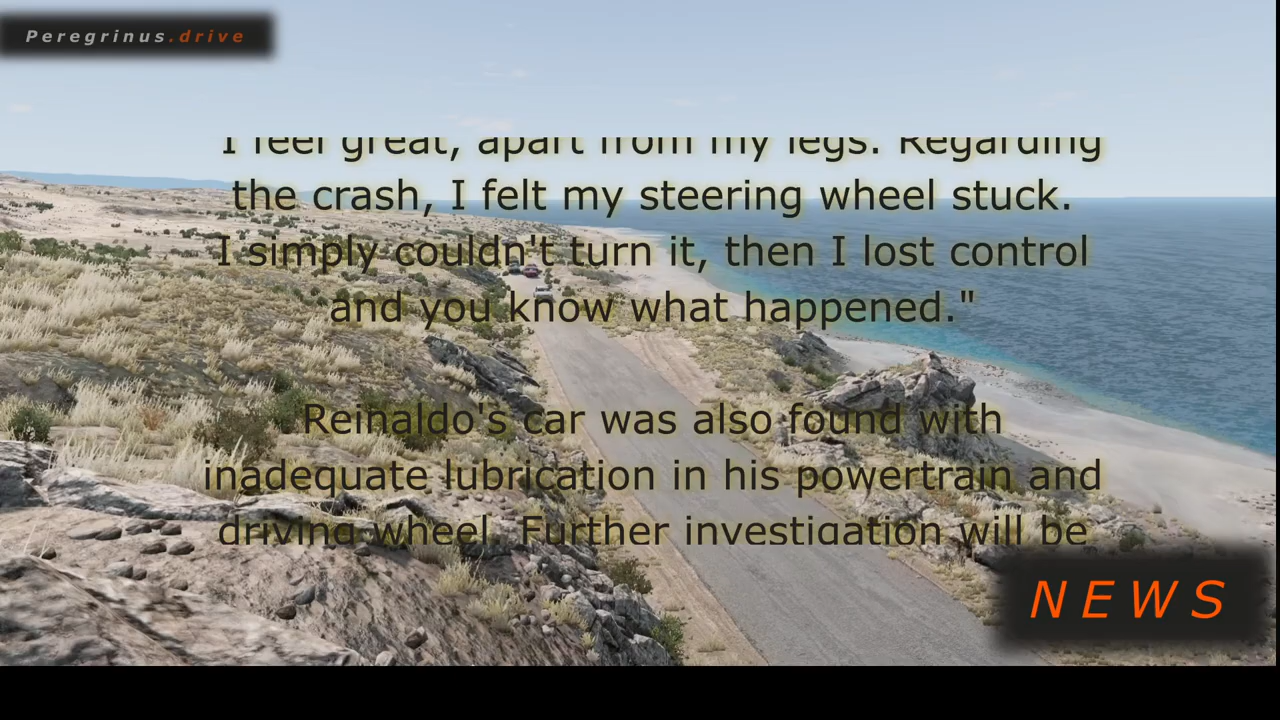 Peregrinus.drive
I feel great, apart from my legs. Regarding
the crash, I felt my steering wheel stuck.
I simply couldn't turn it, then I lost control
and you know what happened."
Reinaldo's car was also found with
inadequate lubrication in his powertrain and
driving wheel. Further investigation will be
NEWS